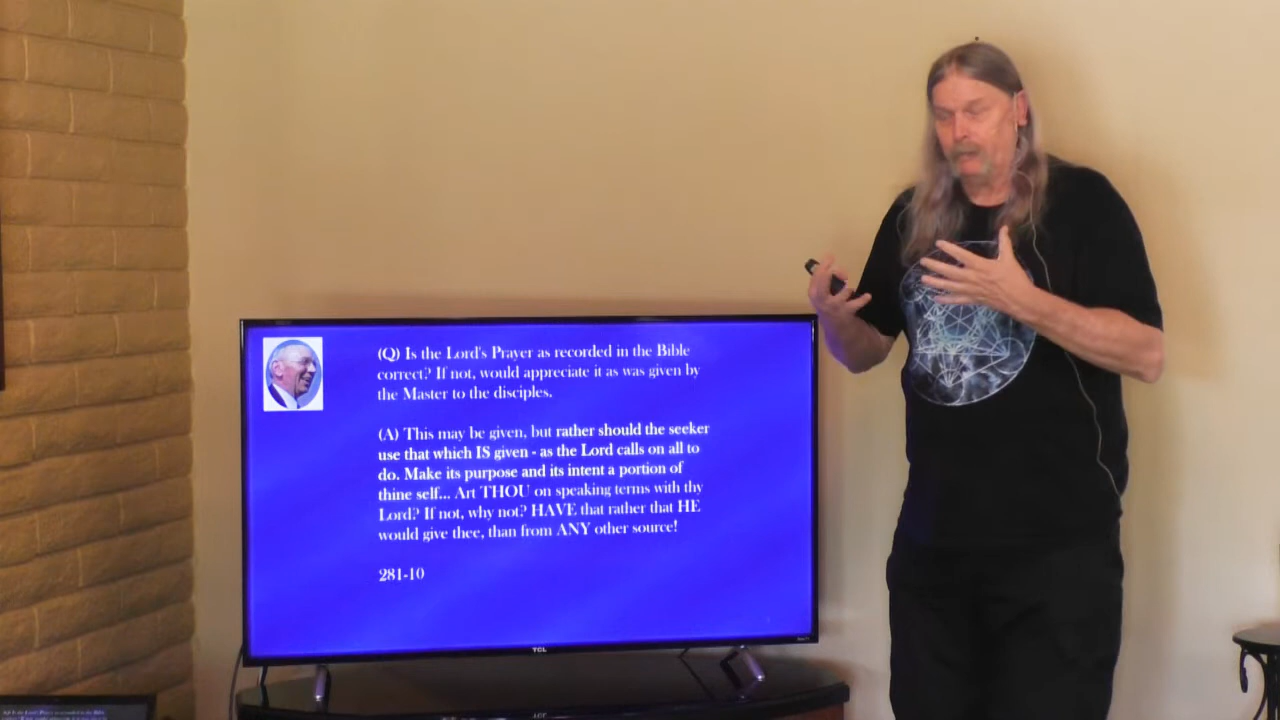 (Q) Is the Lord's Prayer as recorded in the Bible
correct? If not, would appreciate it as was given by
the Master to the disciples.
(A) This may be given, but rather should the seeker
use that which IS given - as the Lord calls on all to
do. Make its purpose and its intent a portion of
thine self... Art THOU on speaking terms with thy
Lord? If not, why not? HAVE that rather that HE
would give thee, than from ANY other source!
281-10
TCL